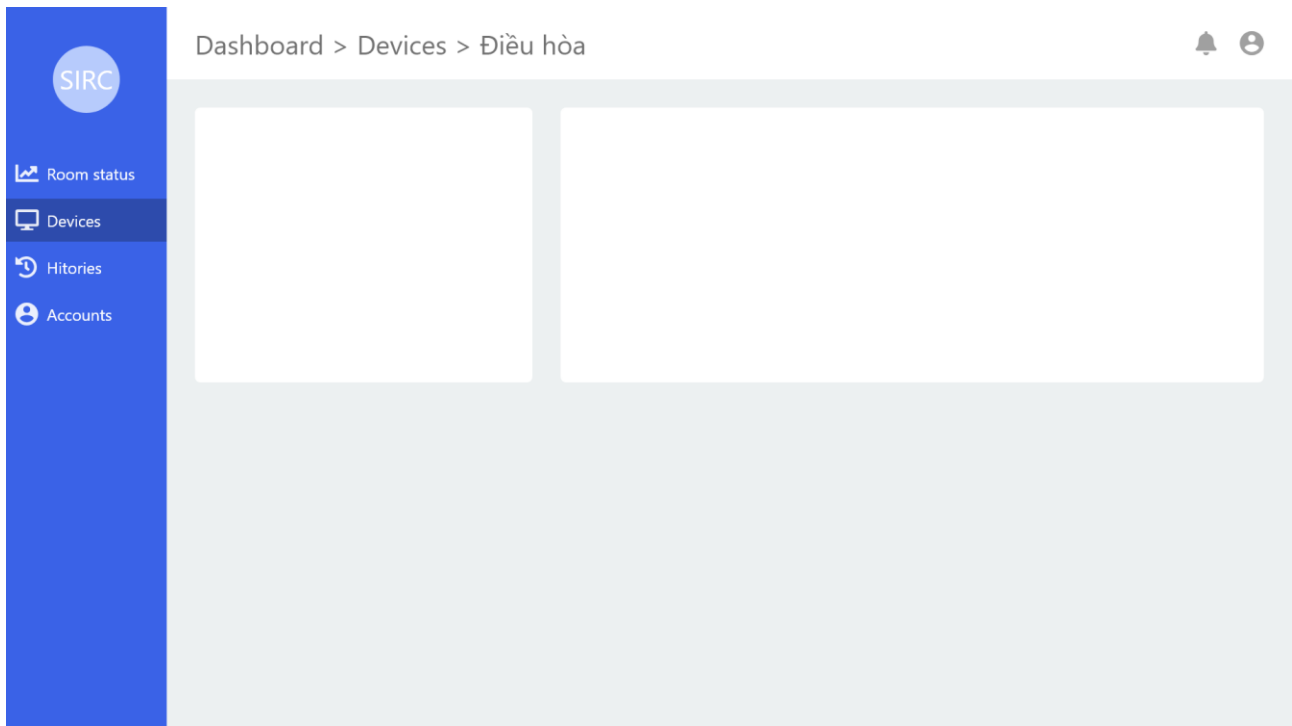 SIRC
Dashboard > Devices > Điều hòa
Room status
Devices
Hitories
Accounts